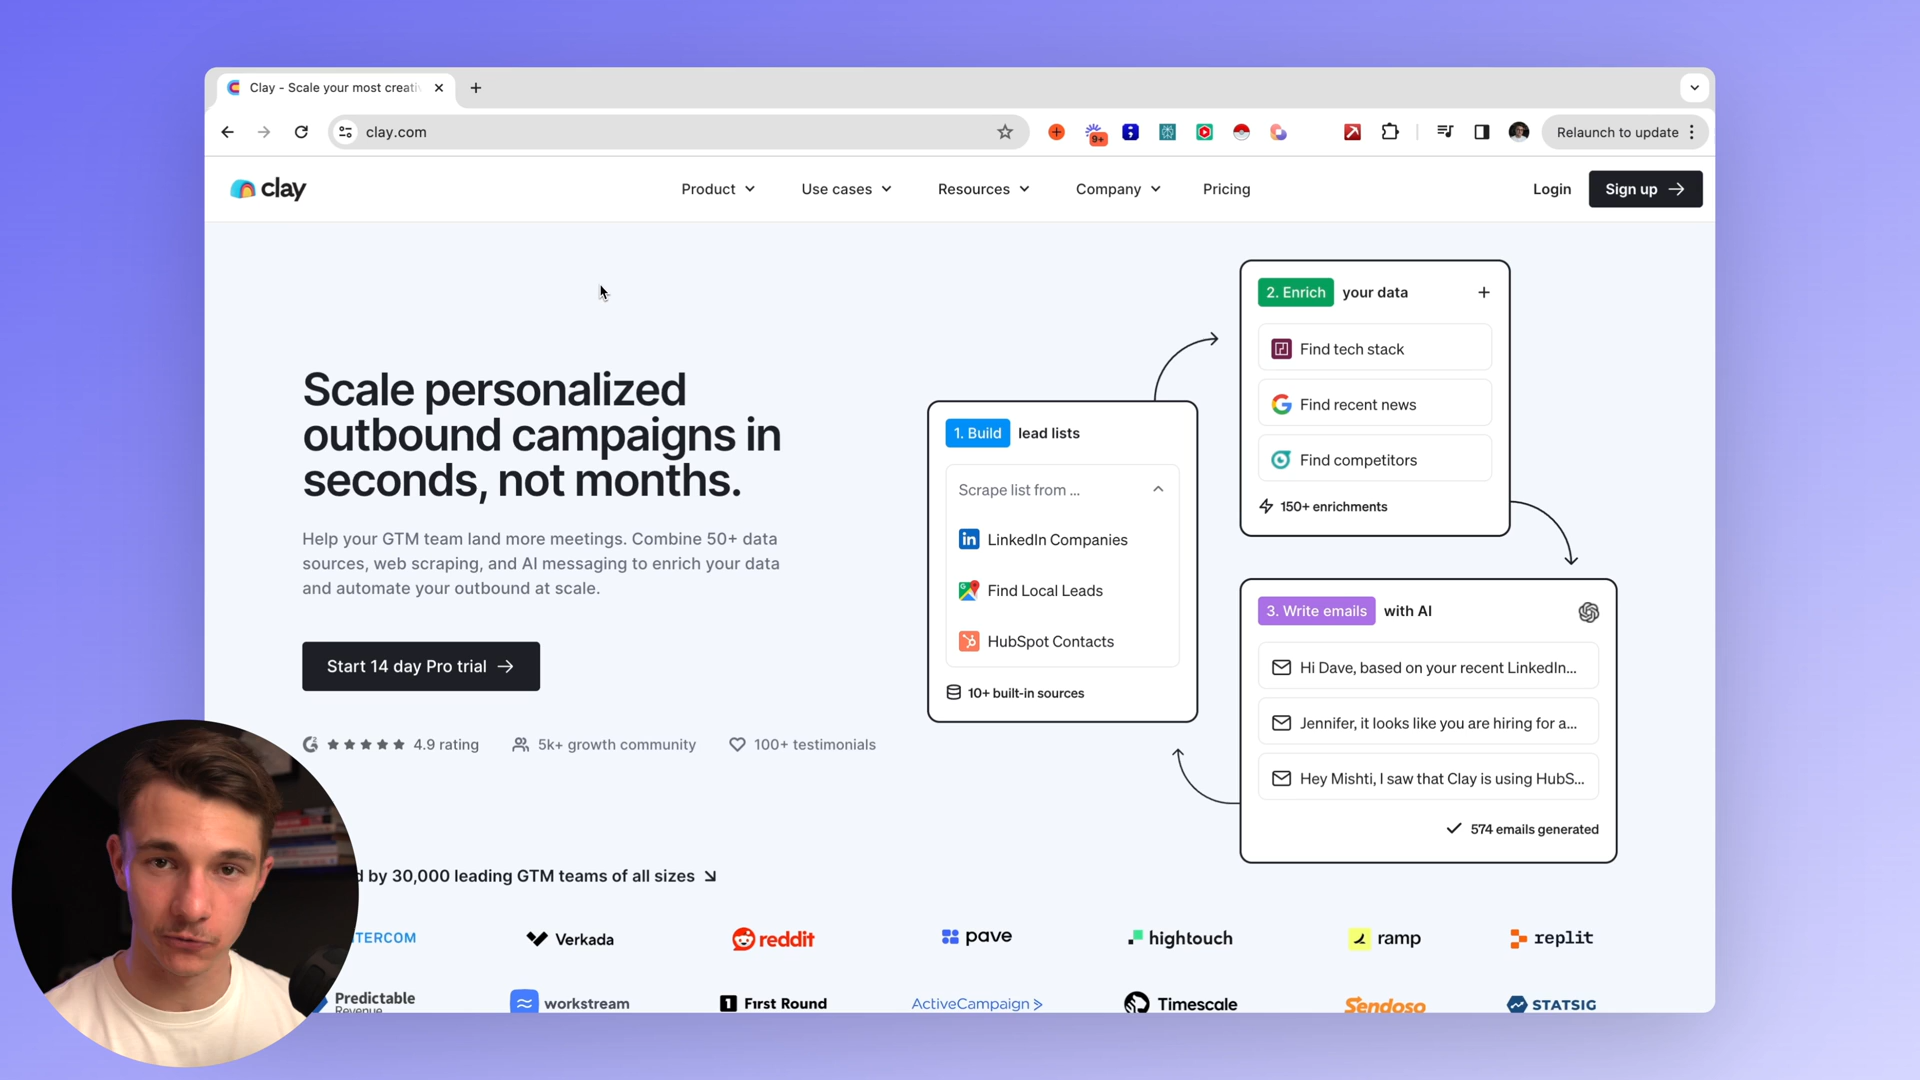 Clay - Scale your most creati
clay.com
9+
Relaunch to update
clay
Product
Use cases
Resources
Company
Pricing
Login
Sign up
Scale personalized
outbound campaigns in
seconds, not months.
Help your GTM team land more meetings. Combine 50+ data
sources, web scraping, and AI messaging to enrich your data
and automate your outbound at scale.
Start 14 day Pro trial
4.9 rating
5k+ growth community
100+ testimonials
1. Build lead lists
Scrape list from ...
LinkedIn Companies
Find Local Leads
HubSpot Contacts
10+ built-in sources
2. Enrich your data
Find tech stack
Find recent news
Find competitors
150+ enrichments
3. Write emails with AI
Hi Dave, based on your recent LinkedIn...
Jennifer, it looks like you are hiring for a...
Hey Mishti, I saw that Clay is using HubS...
574 emails generated
d by 30,000 leading GTM teams of all sizes
TERCOM
Verkada
reddit
pave
hightouch
ramp
replit
Predictable
Revenue
workstream
1 First Round
ActiveCampaign >
Timescale
Sendoso
STATSIG